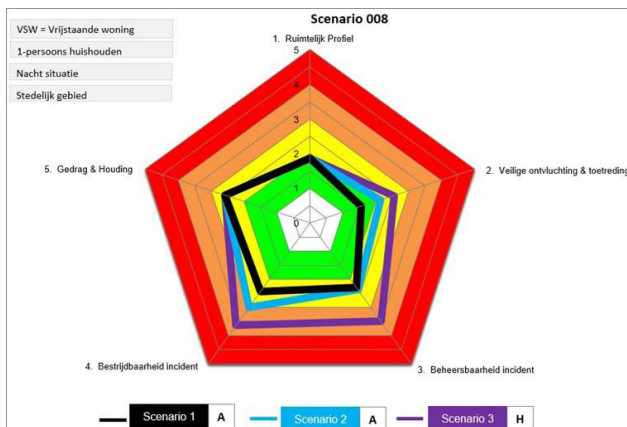 Scenario 008
VSW = Vrijstaande woning
1-persoons huishouden
Nacht situatie
Stedelijk gebied
1. Ruimtelijk Profiel
5
4
3
2
1
0
5. Gedrag & Houding
2. Veilige ontvluchting & toetreding
4. Bestrijdbaarheid incident
3. Beheersbaarheid incident
Scenario 1 A
Scenario 2 A
Scenario 3 H